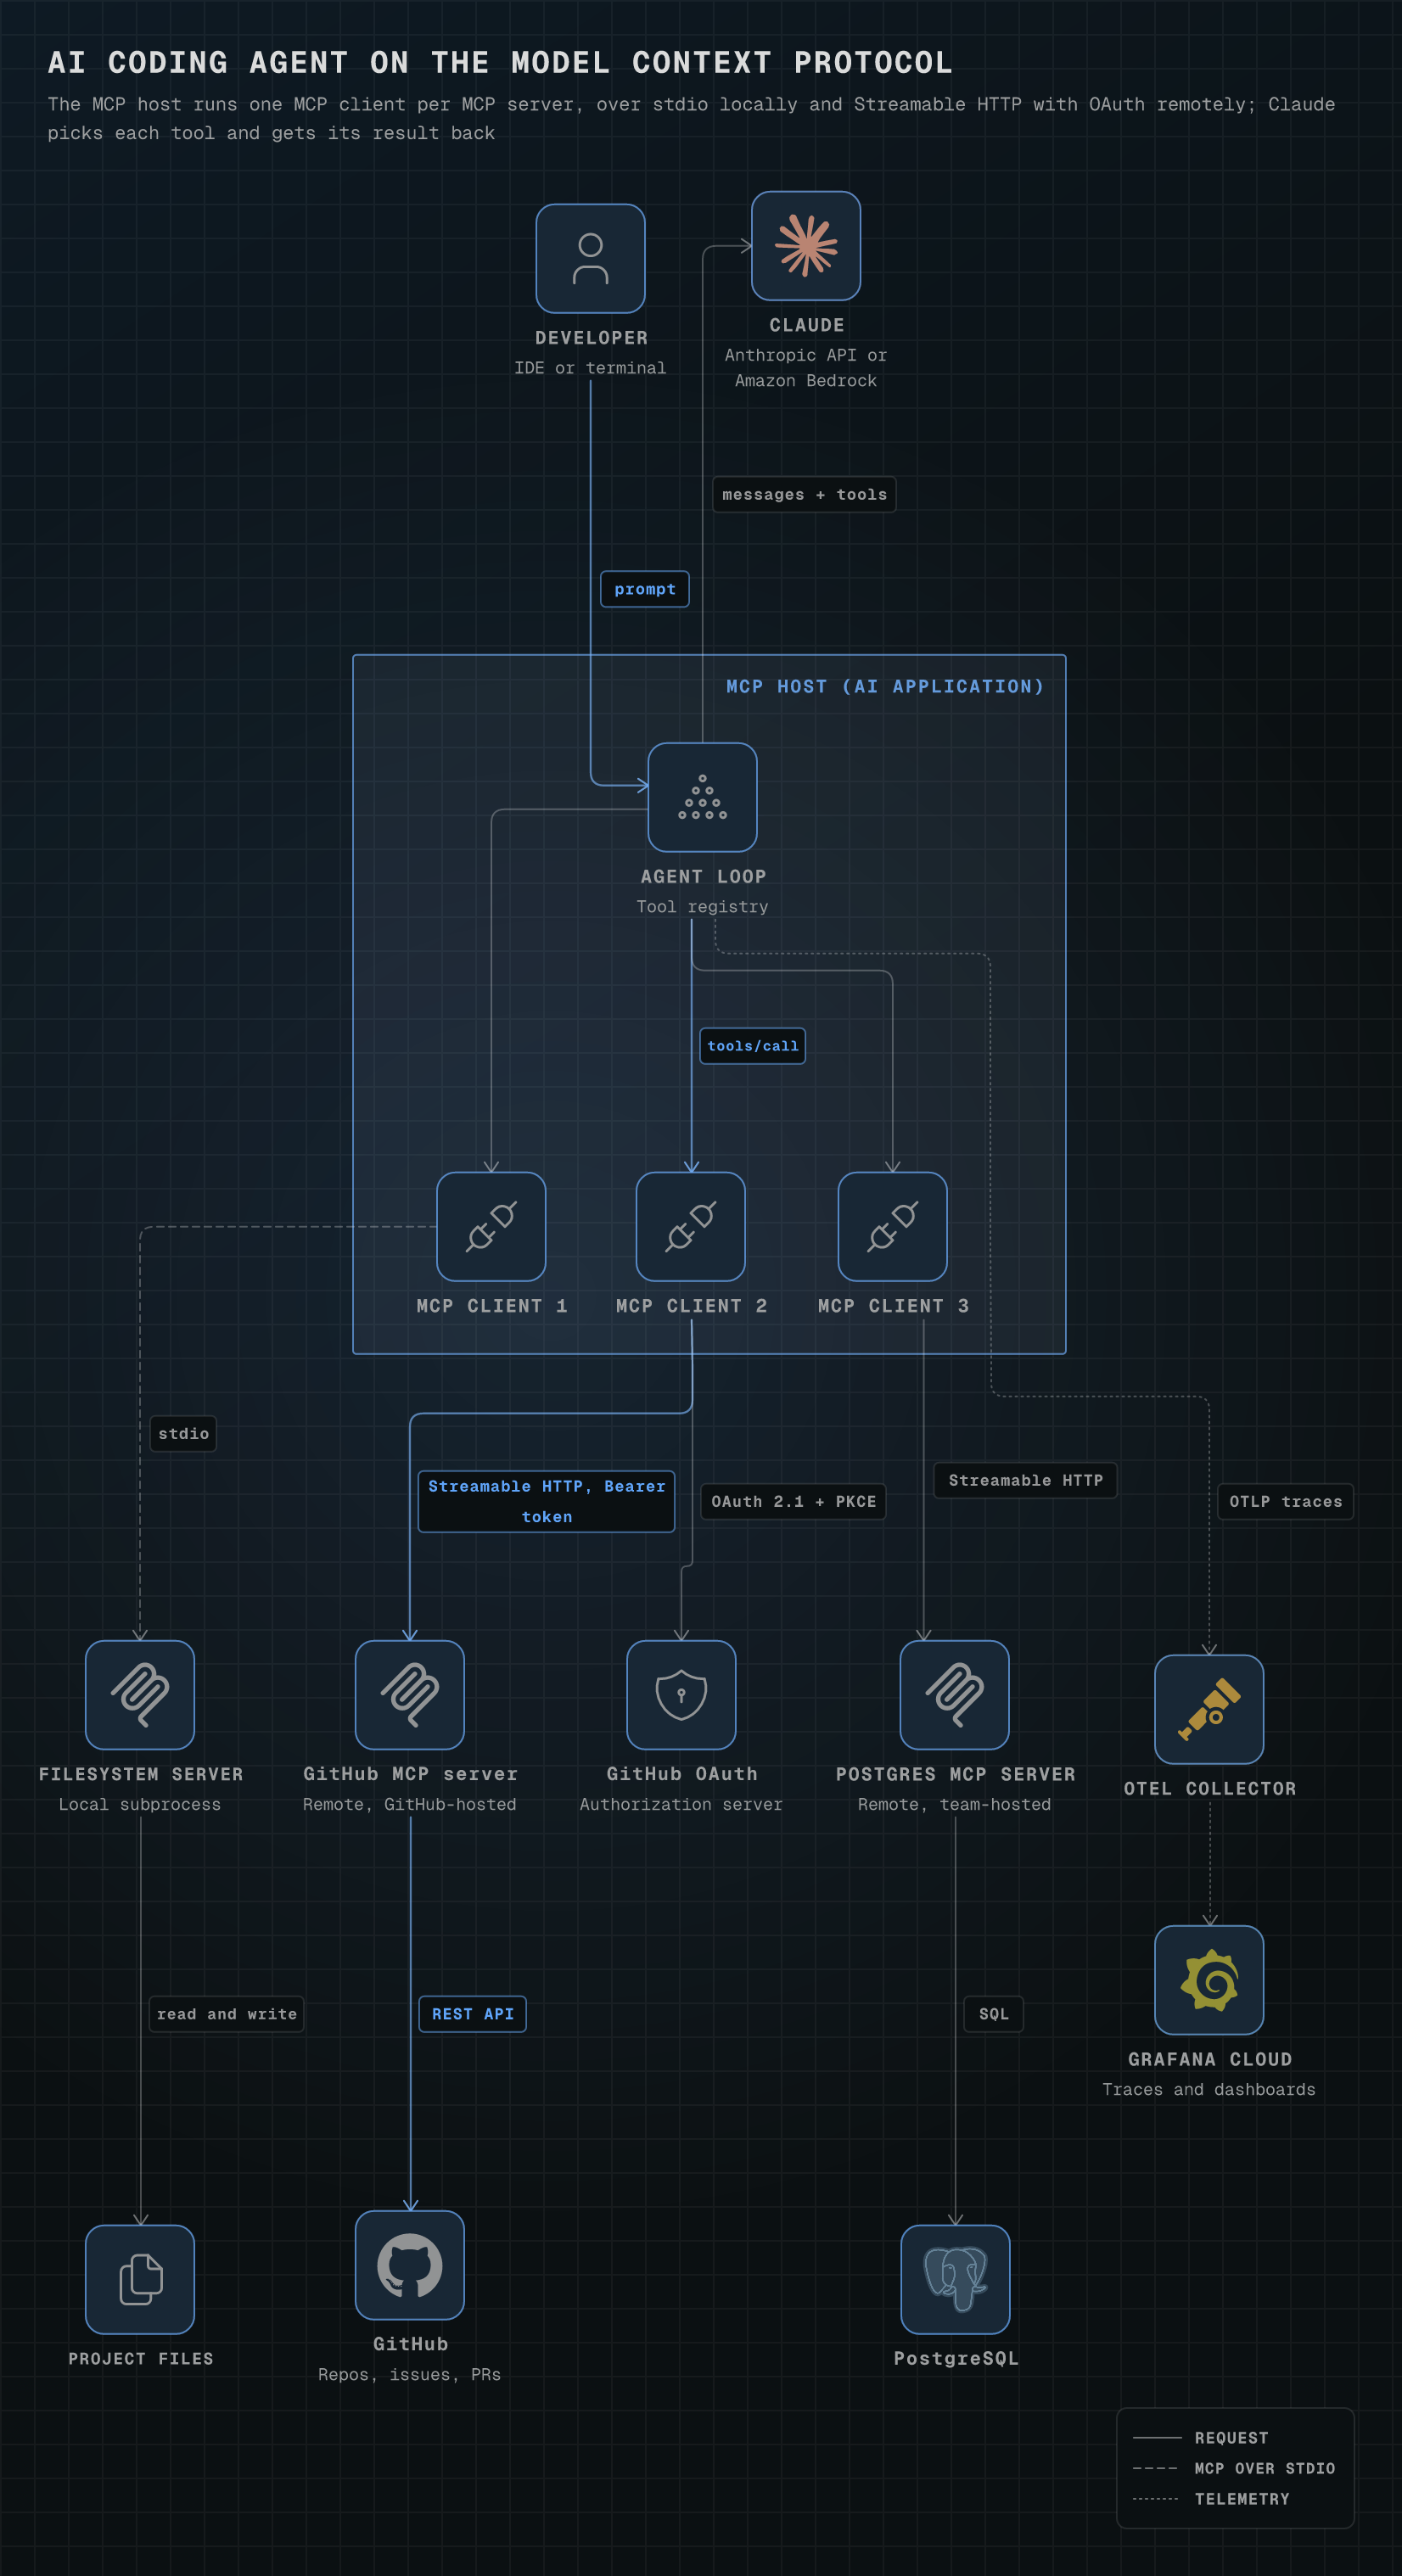 AI CODING AGENT ON THE MODEL CONTEXT PROTOCOL
The MCP host runs one MCP client per MCP server, over stdio locally and Streamable HTTP with OAuth remotely; Claude
picks each tool and gets its result back
DEVELOPER
IDE or terminal
CLAUDE
Anthropic API or
Amazon Bedrock
messages + tools
prompt
MCP HOST (AI APPLICATION)
AGENT LOOP
Tool registry
tools/call
MCP CLIENT 1
MCP CLIENT 2
MCP CLIENT 3
stdio
Streamable HTTP, Bearer
token
OAuth 2.1 + PKCE
Streamable HTTP
OTLP traces
FILESYSTEM SERVER
Local subprocess
GitHub MCP server
Remote, GitHub-hosted
GitHub OAuth
Authorization server
POSTGRES MCP SERVER
Remote, team-hosted
OTEL COLLECTOR
read and write
REST API
SQL
GRAFANA CLOUD
Traces and dashboards
PROJECT FILES
GitHub
Repos, issues, PRs
PostgreSQL
REQUEST
MCP OVER STDIO
TELEMETRY